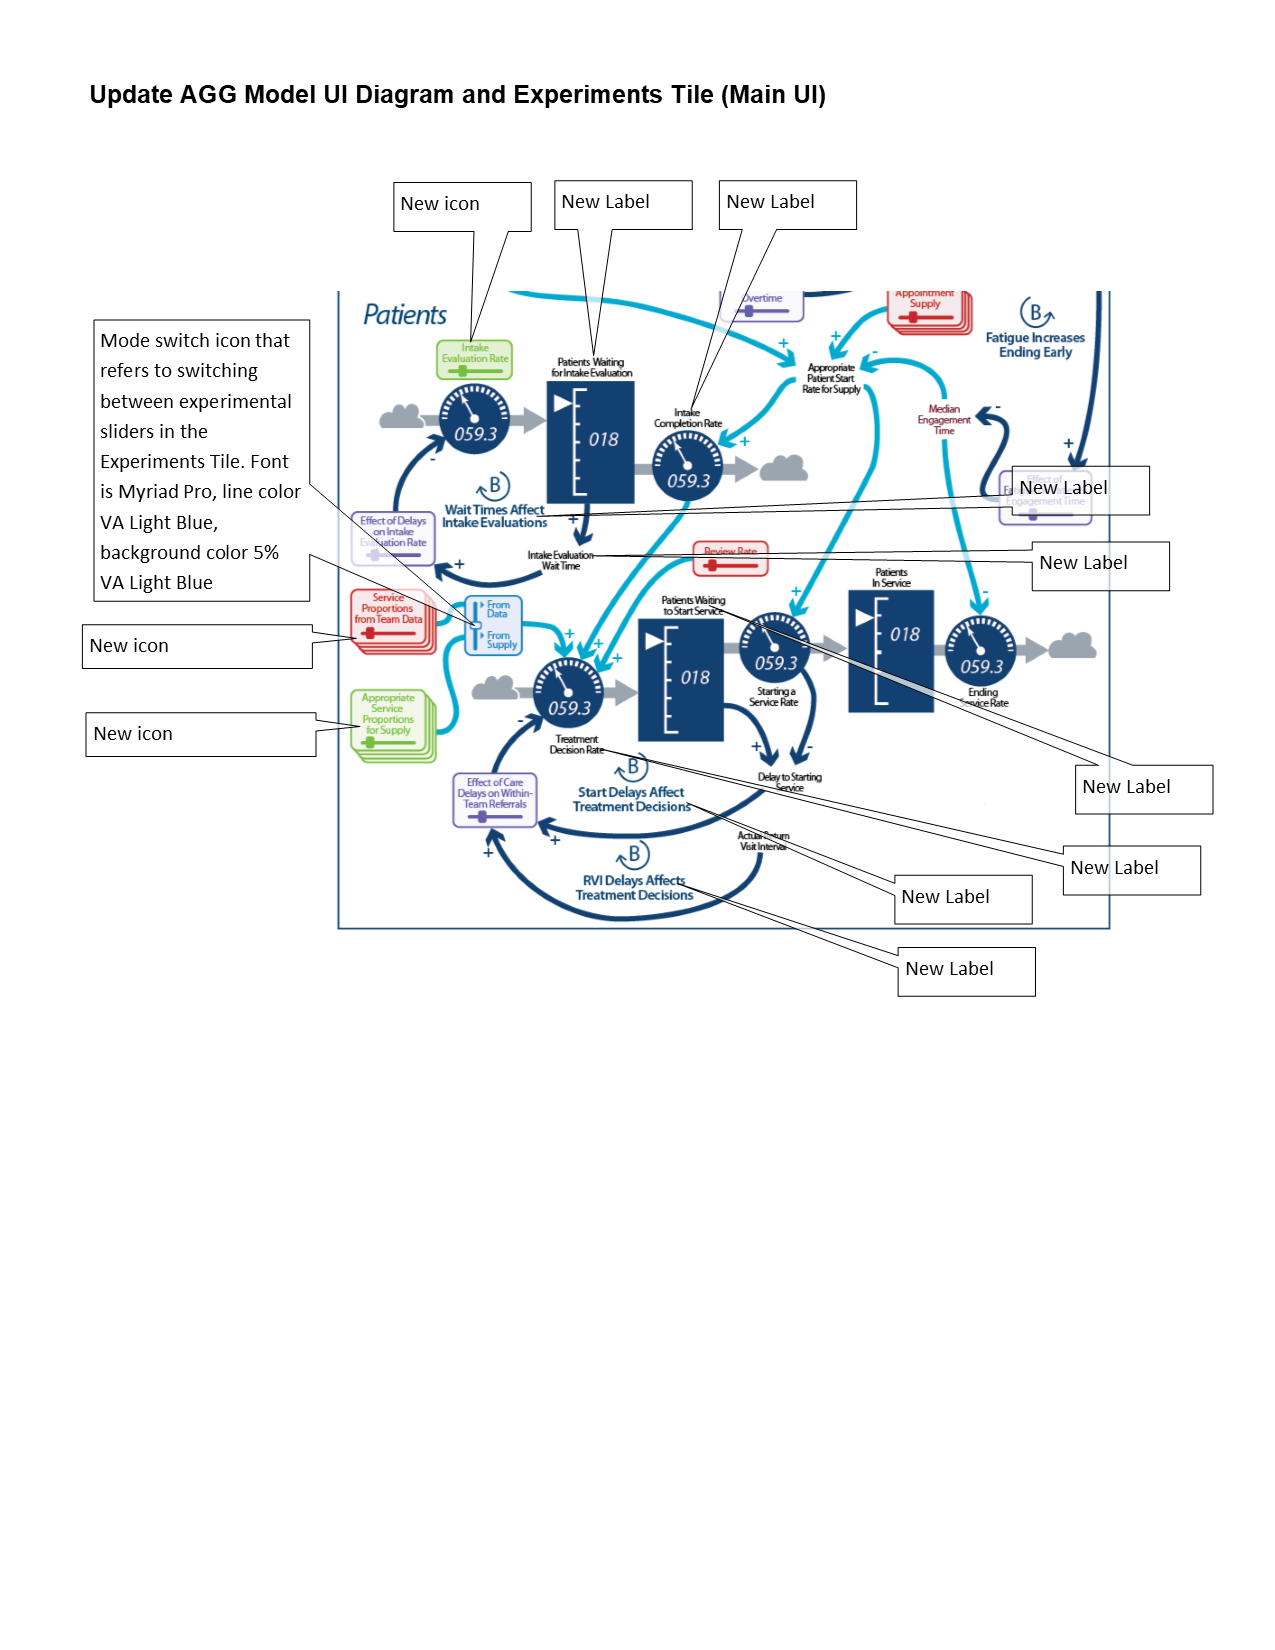 Update AGG Model UI Diagram and Experiments Tile (Main UI)
New icon
New Label
New Label
Patients
Overtime
Appointment
Supply
B
Fatigue Increases
Ending Early
Mode switch icon that
refers to switching
between experimental
sliders in the
Experiments Tile. Font
is Myriad Pro, line color
VA Light Blue,
background color 5%
VA Light Blue
Intake
Evaluation Rate
Patients Waiting
for Intake Evaluation
Appropriate
Patient Start
Rate for Supply
+
+
-
059.3
018
Intake
Completion Rate
059.3
+
Median
Engagement
Time
-
+
-
B
Wait Times Affect
Intake Evaluations
+
Effect of
Engagement Time
New Label
Effect of Delays
on Intake
Evaluation Rate
+
Intake Evaluation
Wait Time
Review Rate
New Label
Service
Proportions
from Team Data
From
Data
From
Supply
New icon
Patients Waiting
to Start Service
Patients
In Service
+
-
+
+
+
018
059.3
018
059.3
Appropriate
Service
Proportions
for Supply
New icon
059.3
Starting a
Service Rate
Ending
Service Rate
-
Treatment
Decision Rate
+
-
Effect of Care
Delays on Within-
Team Referrals
B
Start Delays Affect
Treatment Decisions
Delay to Starting
Service
New Label
+
+
Actual Return
Visit Interval
B
RVI Delays Affects
Treatment Decisions
New Label
New Label
New Label